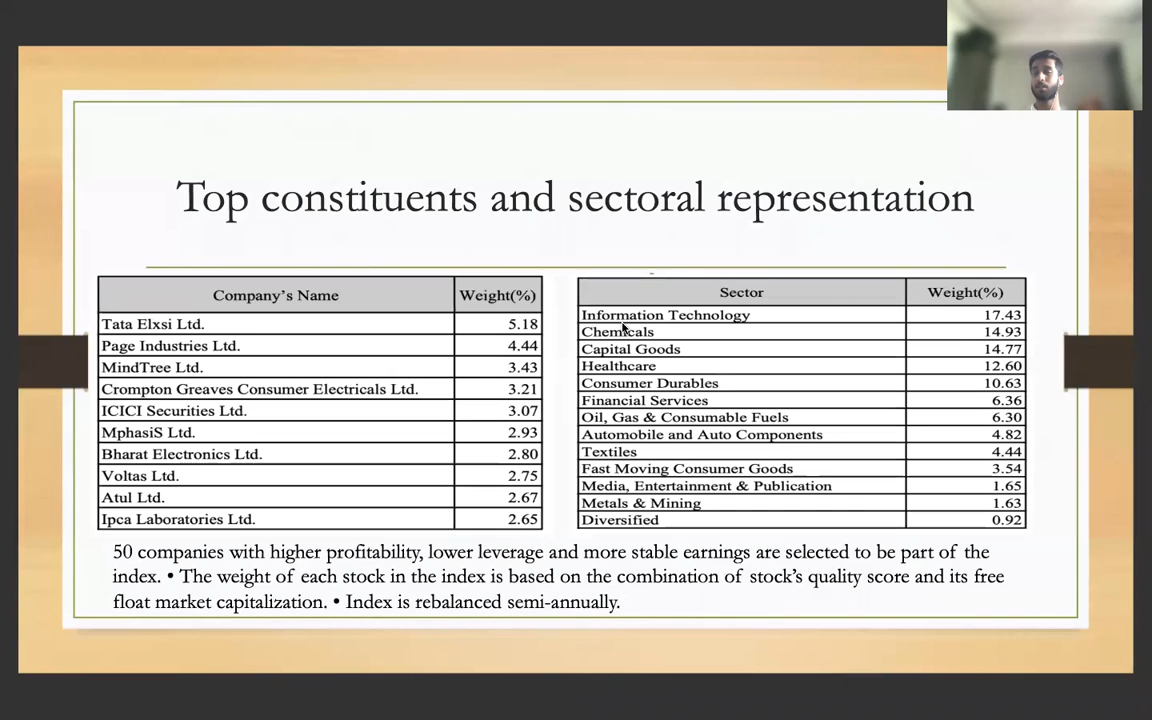 Top constituents and sectoral representation
Company's Name Weight(%)
Tata Elxsi Ltd. 5.18
Page Industries Ltd. 4.44
MindTree Ltd. 3.43
Crompton Greaves Consumer Electricals Ltd. 3.21
ICICI Securities Ltd. 3.07
MphasiS Ltd. 2.93
Bharat Electronics Ltd. 2.80
Voltas Ltd. 2.75
Atul Ltd. 2.67
Ipca Laboratories Ltd. 2.65
Sector Weight(%)
Information Technology 17.43
Chemicals 14.93
Capital Goods 14.77
Healthcare 12.60
Consumer Durables 10.63
Financial Services 6.36
Oil, Gas & Consumable Fuels 6.30
Automobile and Auto Components 4.82
Textiles 4.44
Fast Moving Consumer Goods 3.54
Media, Entertainment & Publication 1.65
Metals & Mining 1.63
Diversified 0.92
50 companies with higher profitability, lower leverage and more stable earnings are selected to be part of the
index. • The weight of each stock in the index is based on the combination of stock's quality score and its free
float market capitalization. • Index is rebalanced semi-annually.